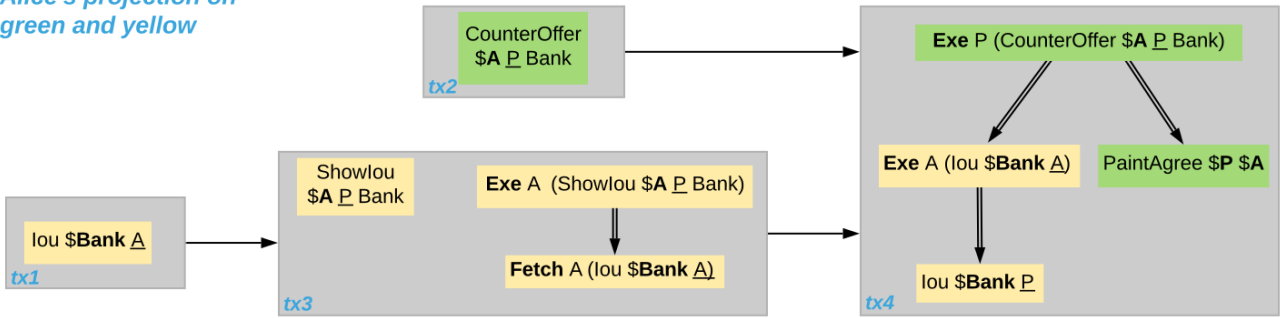 Alice's projection on
green and yellow
CounterOffer
$A P Bank
tx2
Exe P (CounterOffer $A P Bank)
Exe A (Iou $Bank A)
PaintAgree $P $A
Iou $Bank P
tx4
ShowIou
$A P Bank
Exe A (ShowIou $A P Bank)
Fetch A (Iou $Bank A)
tx3
Iou $Bank A
tx1